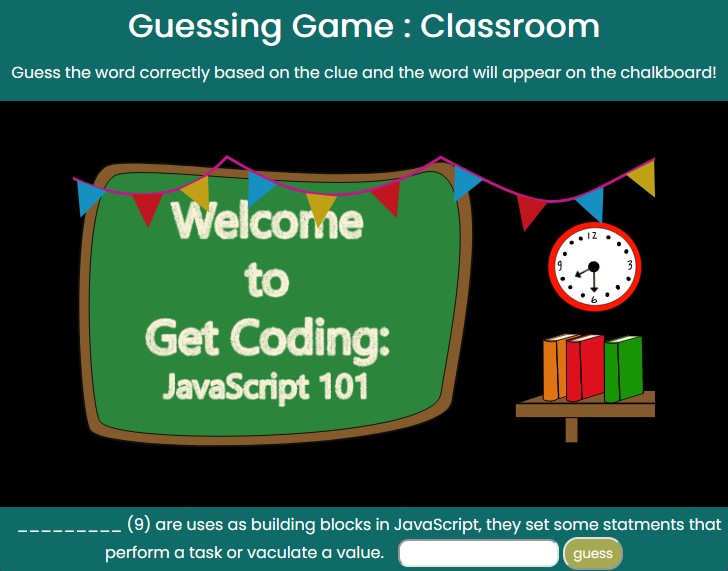 Guessing Game : Classroom
Guess the word correctly based on the clue and the word will appear on the chalkboard!
Welcome
to
Get Coding:
JavaScript 101
12
9 3
6
_________ (9) are uses as building blocks in JavaScript, they set some statments that
perform a task or vaculate a value. guess